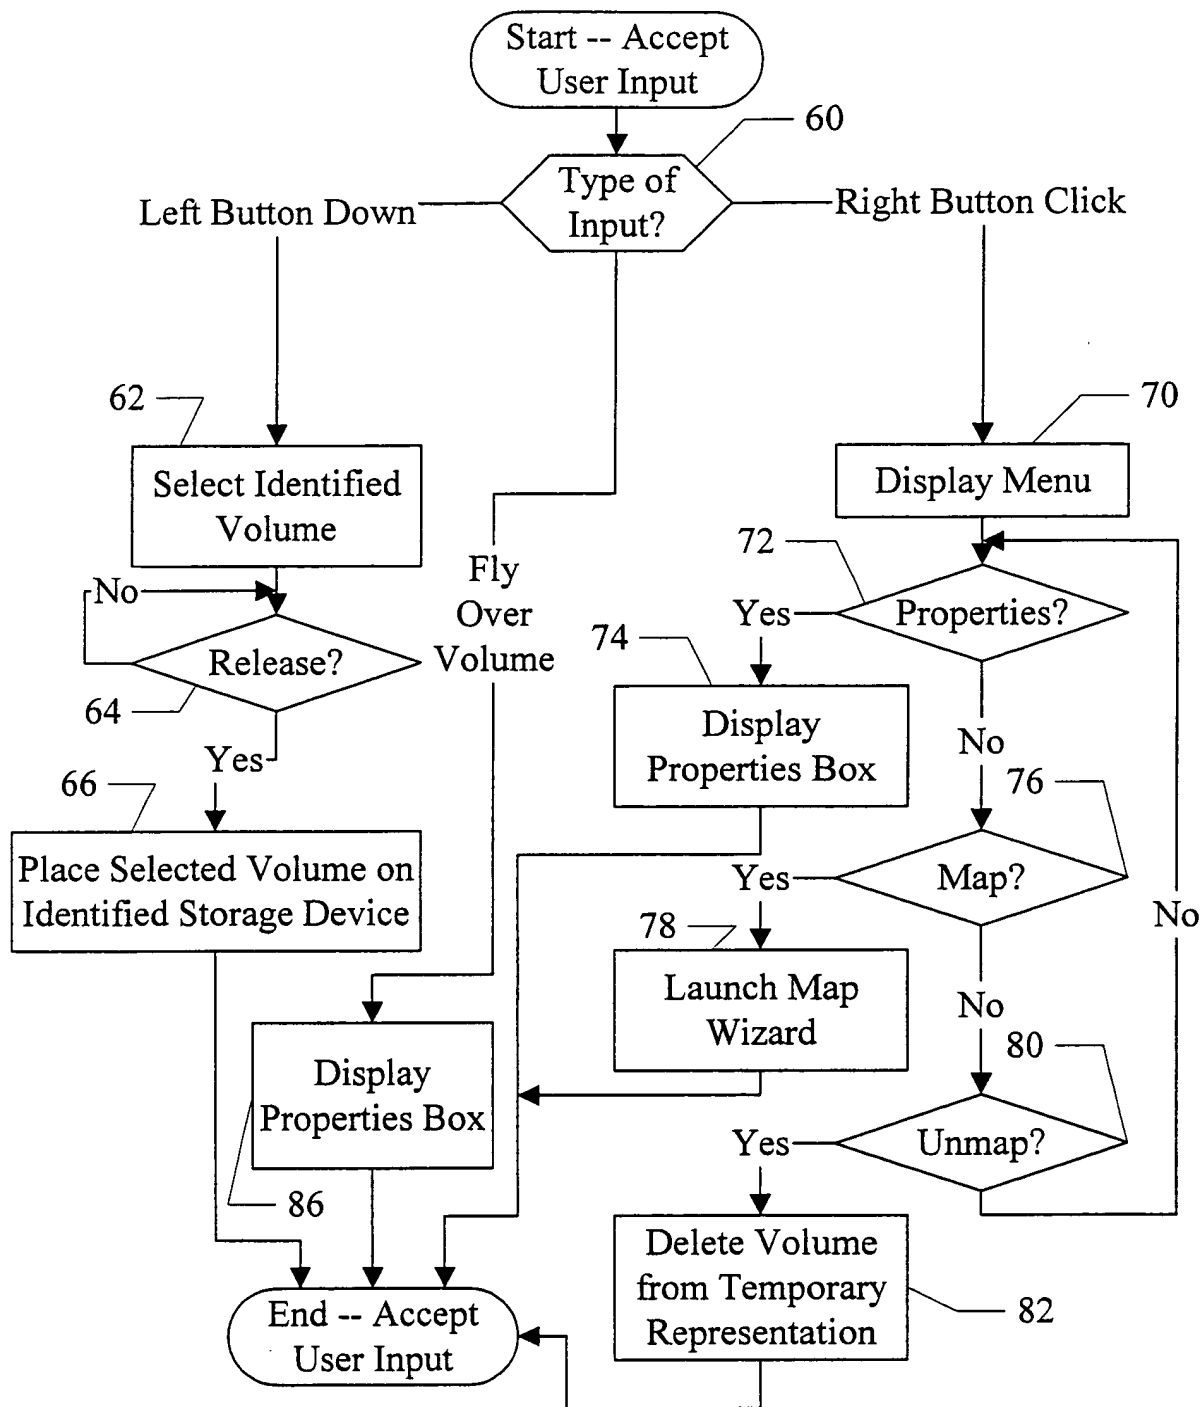 Start -- Accept
User Input
60
Type of
Input?
Left Button Down
Right Button Click
62
70
Select Identified
Volume
Display Menu
72
No
Fly
Over
Volume
Yes
Properties?
74
Release?
64
Display
Properties Box
No
Yes
76
66
Place Selected Volume on
Identified Storage Device
Yes
Map?
No
78
Launch Map
Wizard
No
80
Display
Properties Box
Yes
Unmap?
86
Delete Volume
from Temporary
Representation
82
End -- Accept
User Input